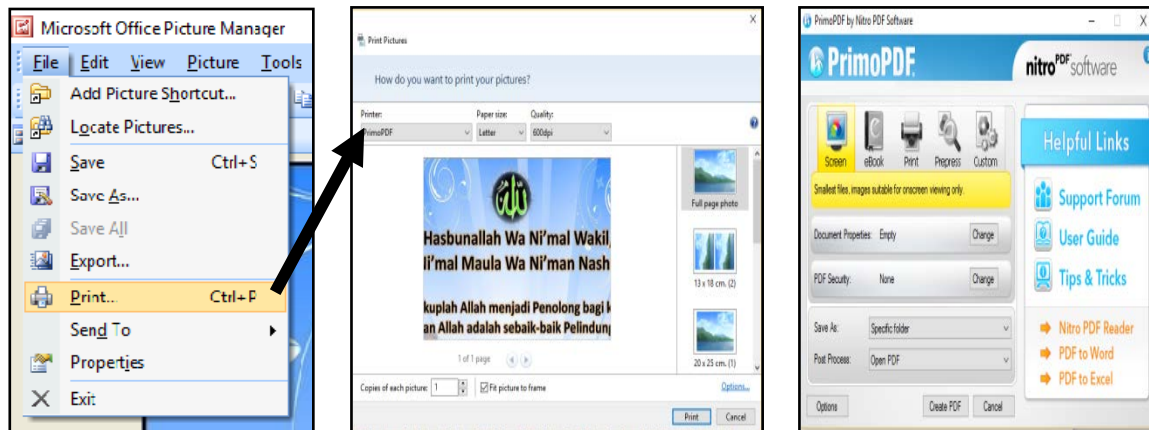 Microsoft Office Picture Manager
File Edit View Picture Tools
Add Picture Shortcut...
Locate Pictures...
Save Ctrl+S
Save As...
Save All
Export...
Print... Ctrl+P
Send To
Properties
Exit
Print Pictures
How do you want to print your pictures?
Printer: Paper size: Quality:
PrimoPDF Letter 600dpi
Full page photo
Hasbunallah Wa Ni'mal Wakil,
li'mal Maula Wa Ni'man Nash
13 x 18 cm. (2)
kuplah Allah menjadi Penolong bagi k
an Allah adalah sebaik-baik Pelindung
1 of 1 page
20 x 25 cm. (1)
Copies of each picture: 1 Fit picture to frame Options...
Print Cancel
PrimoPDF by Nitro PDF Software
PrimoPDF
nitro PDF software
Screen eBook Print Prepress Custom
Smallest files, images suitable for onscreen viewing only.
Document Properties: Empty Change
PDF Security: None Change
Save As: Specific folder
Post Process: Open PDF
Options Create PDF Cancel
Helpful Links
Support Forum
User Guide
Tips & Tricks
Nitro PDF Reader
PDF to Word
PDF to Excel